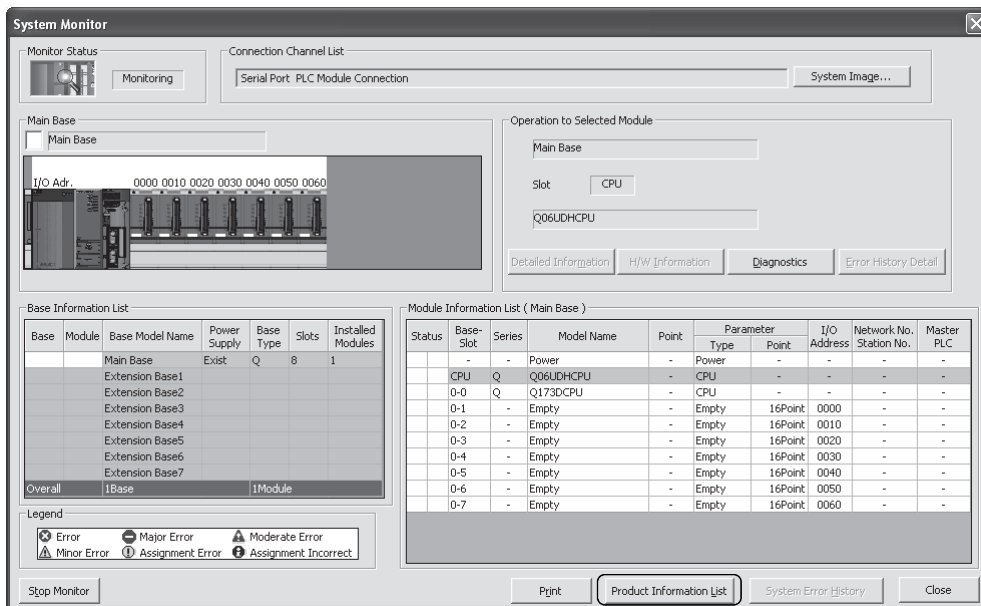 System Monitor
Monitor Status
Monitoring
Connection Channel List
Serial Port PLC Module Connection
System Image...
Main Base
Main Base
I/O Adr. 0000 0010 0020 0030 0040 0050 0060
Operation to Selected Module
Main Base
Slot CPU
Q06UDHCPU
Detailed Information H/W Information Diagnostics Error History Detail
Base Information List
Base Module Base Model Name Power Supply Base Type Slots Installed Modules
Main Base Exist Q 8 1
Extension Base1
Extension Base2
Extension Base3
Extension Base4
Extension Base5
Extension Base6
Extension Base7
Overall 1Base 1Module
Legend
Error Major Error Moderate Error
Minor Error Assignment Error Assignment Incorrect
Module Information List ( Main Base )
Status Base-Slot Series Model Name Point Parameter Type Point I/O Address Network No. Station No. Master PLC
- - Power - Power - - - -
CPU Q Q06UDHCPU - CPU - - - -
0-0 Q Q173DCPU - CPU - - - -
0-1 - Empty - Empty 16Point 0000 - -
0-2 - Empty - Empty 16Point 0010 - -
0-3 - Empty - Empty 16Point 0020 - -
0-4 - Empty - Empty 16Point 0030 - -
0-5 - Empty - Empty 16Point 0040 - -
0-6 - Empty - Empty 16Point 0050 - -
0-7 - Empty - Empty 16Point 0060 - -
Stop Monitor Print Product Information List System Error History Close